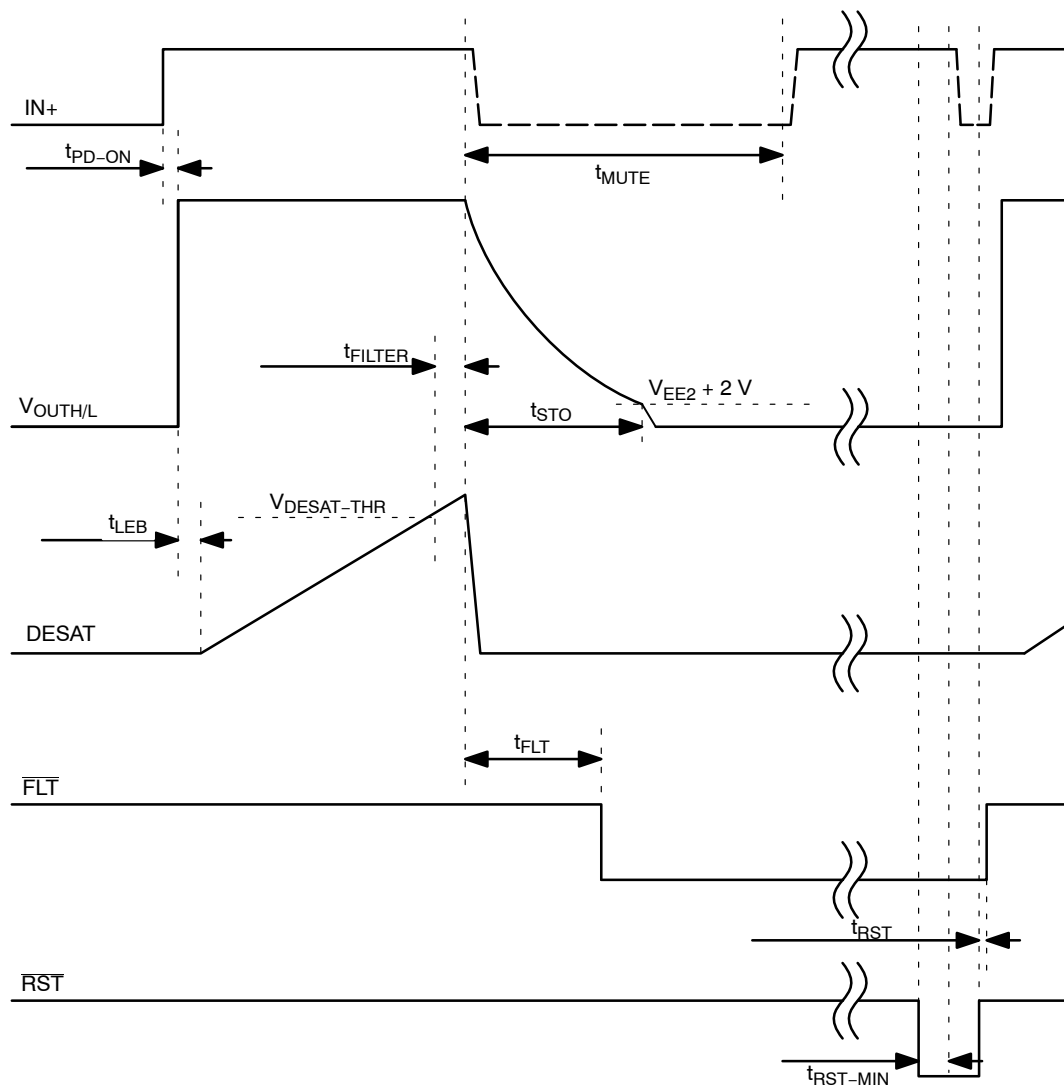 IN+
tPD−ON
tMUTE
tFILTER
VEE2 + 2 V
VOUTH/L
tSTO
VDESAT−THR
tLEB
DESAT
tFLT
FLT
tRST
RST
tRST−MIN